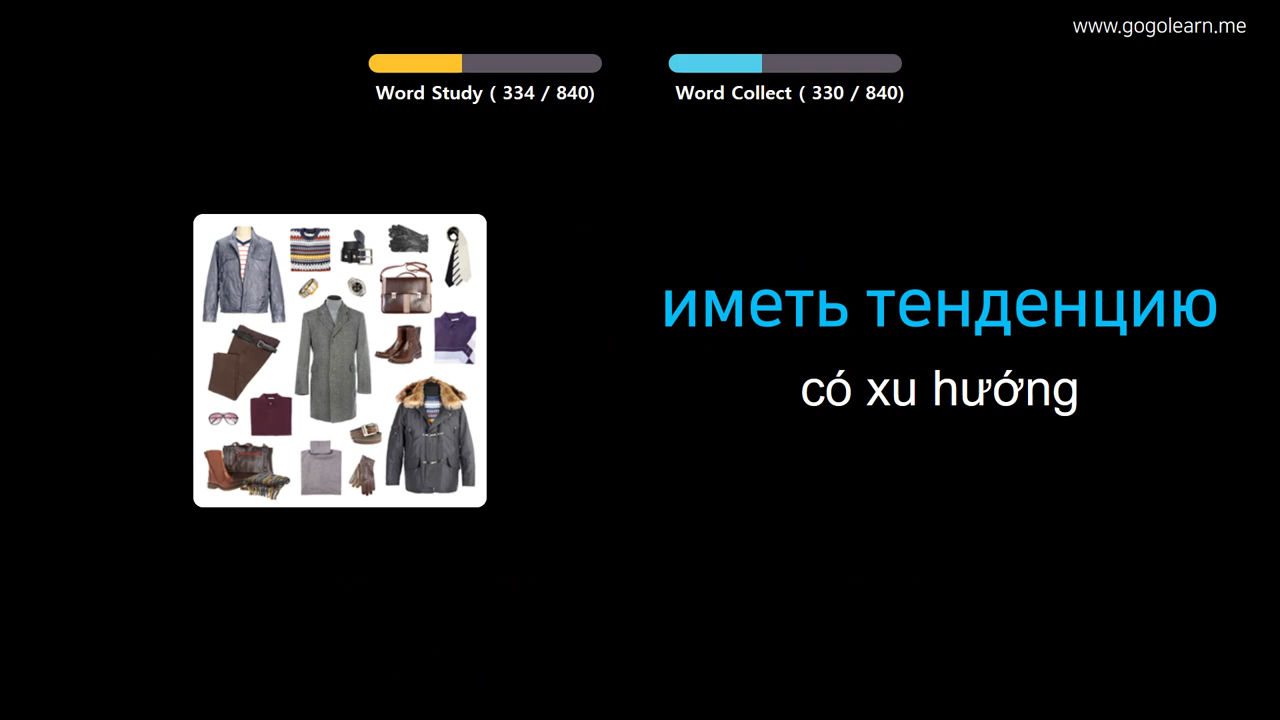 www.gogolearn.me
Word Study ( 334 / 840)
Word Collect ( 330 / 840)
иметь тенденцию
có xu hướng